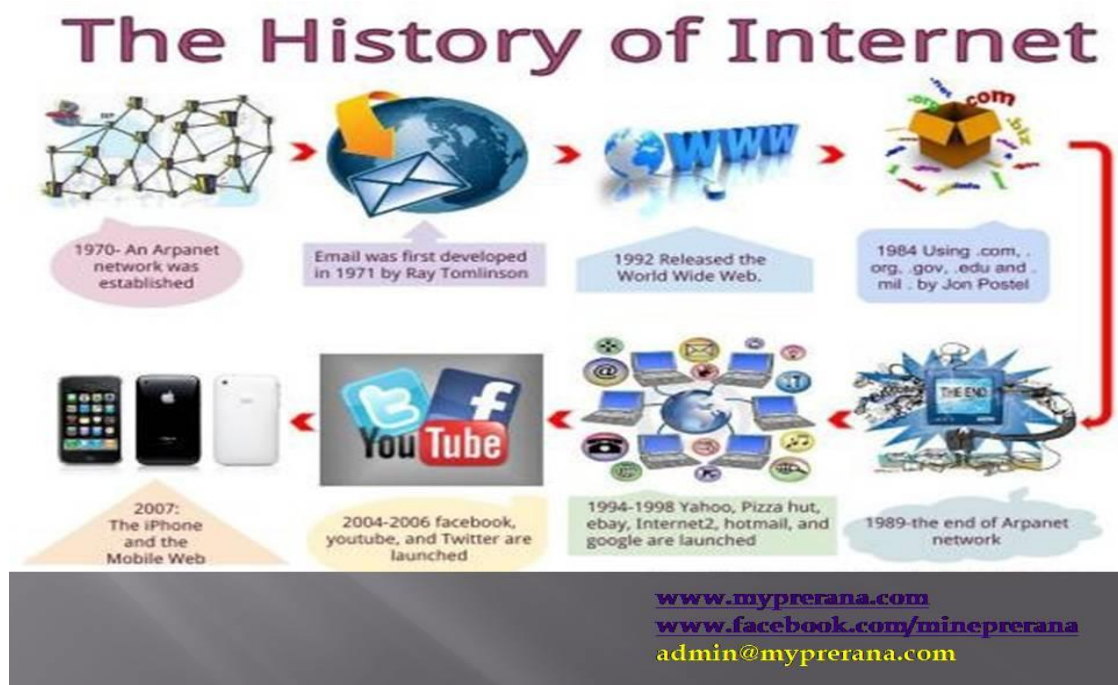 The History of Internet
www
.net
.org
.com
.biz
1970- An Arpanet
network was
established
Email was first developed
in 1971 by Ray Tomlinson
1992 Released the
World Wide Web.
1984 Using .com, .
org, .gov, .edu and .
mil . by Jon Postel
THE END
@
f
You Tube
2007:
The iPhone
and the
Mobile Web
2004-2006 facebook,
youtube, and Twitter are
launched
1994-1998 Yahoo, Pizza hut,
ebay, Internet2, hotmail, and
google are launched
1989-the end of Arpanet
network
www.myprerana.com
www.facebook.com/mineprerana
admin@myprerana.com